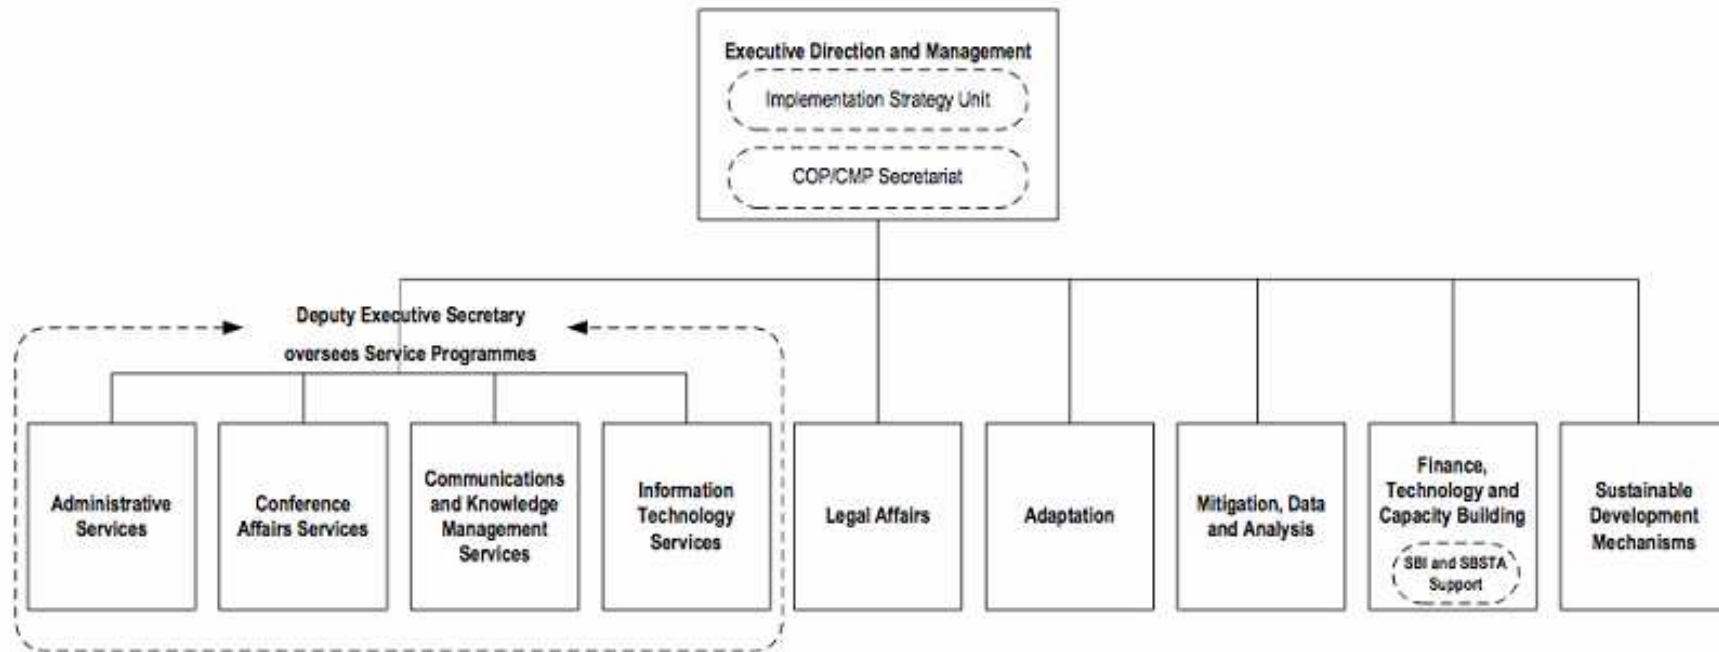 Executive Direction and Management
Implementation Strategy Unit
COP/CMP Secretariat
Deputy Executive Secretary
oversees Service Programmes
Administrative
Services
Conference
Affairs Services
Communications
and Knowledge
Management
Services
Information
Technology
Services
Legal Affairs
Adaptation
Mitigation, Data
and Analysis
Finance,
Technology and
Capacity Building
SBI and SBSTA
Support
Sustainable
Development
Mechanisms